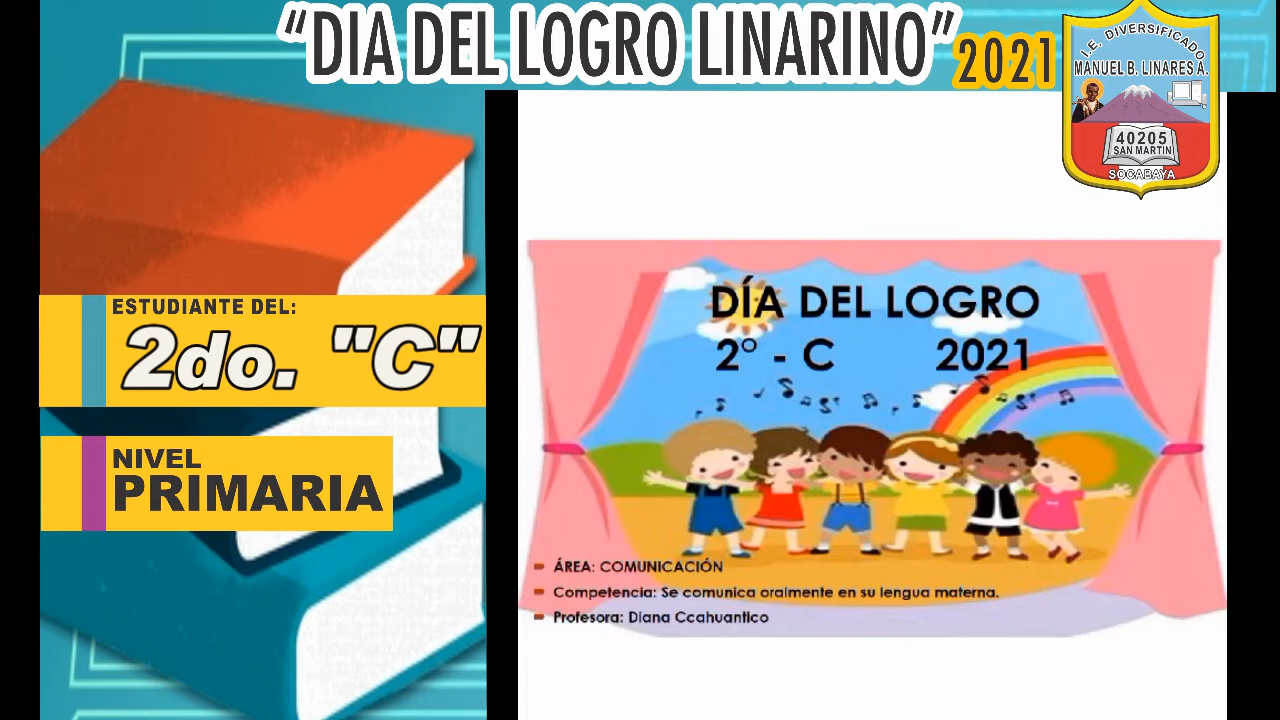 “DIA DEL LOGRO LINARINO” 2021
I.E. DIVERSIFICADO
MANUEL B. LINARES A.
40205
SAN MARTIN
SOCABAYA
ESTUDIANTE DEL:
2do. "C"
NIVEL
PRIMARIA
DÍA DEL LOGRO
2° - C 2021
ÁREA: COMUNICACIÓN
Competencia: Se comunica oralmente en su lengua materna.
Profesora: Diana Ccahuantico